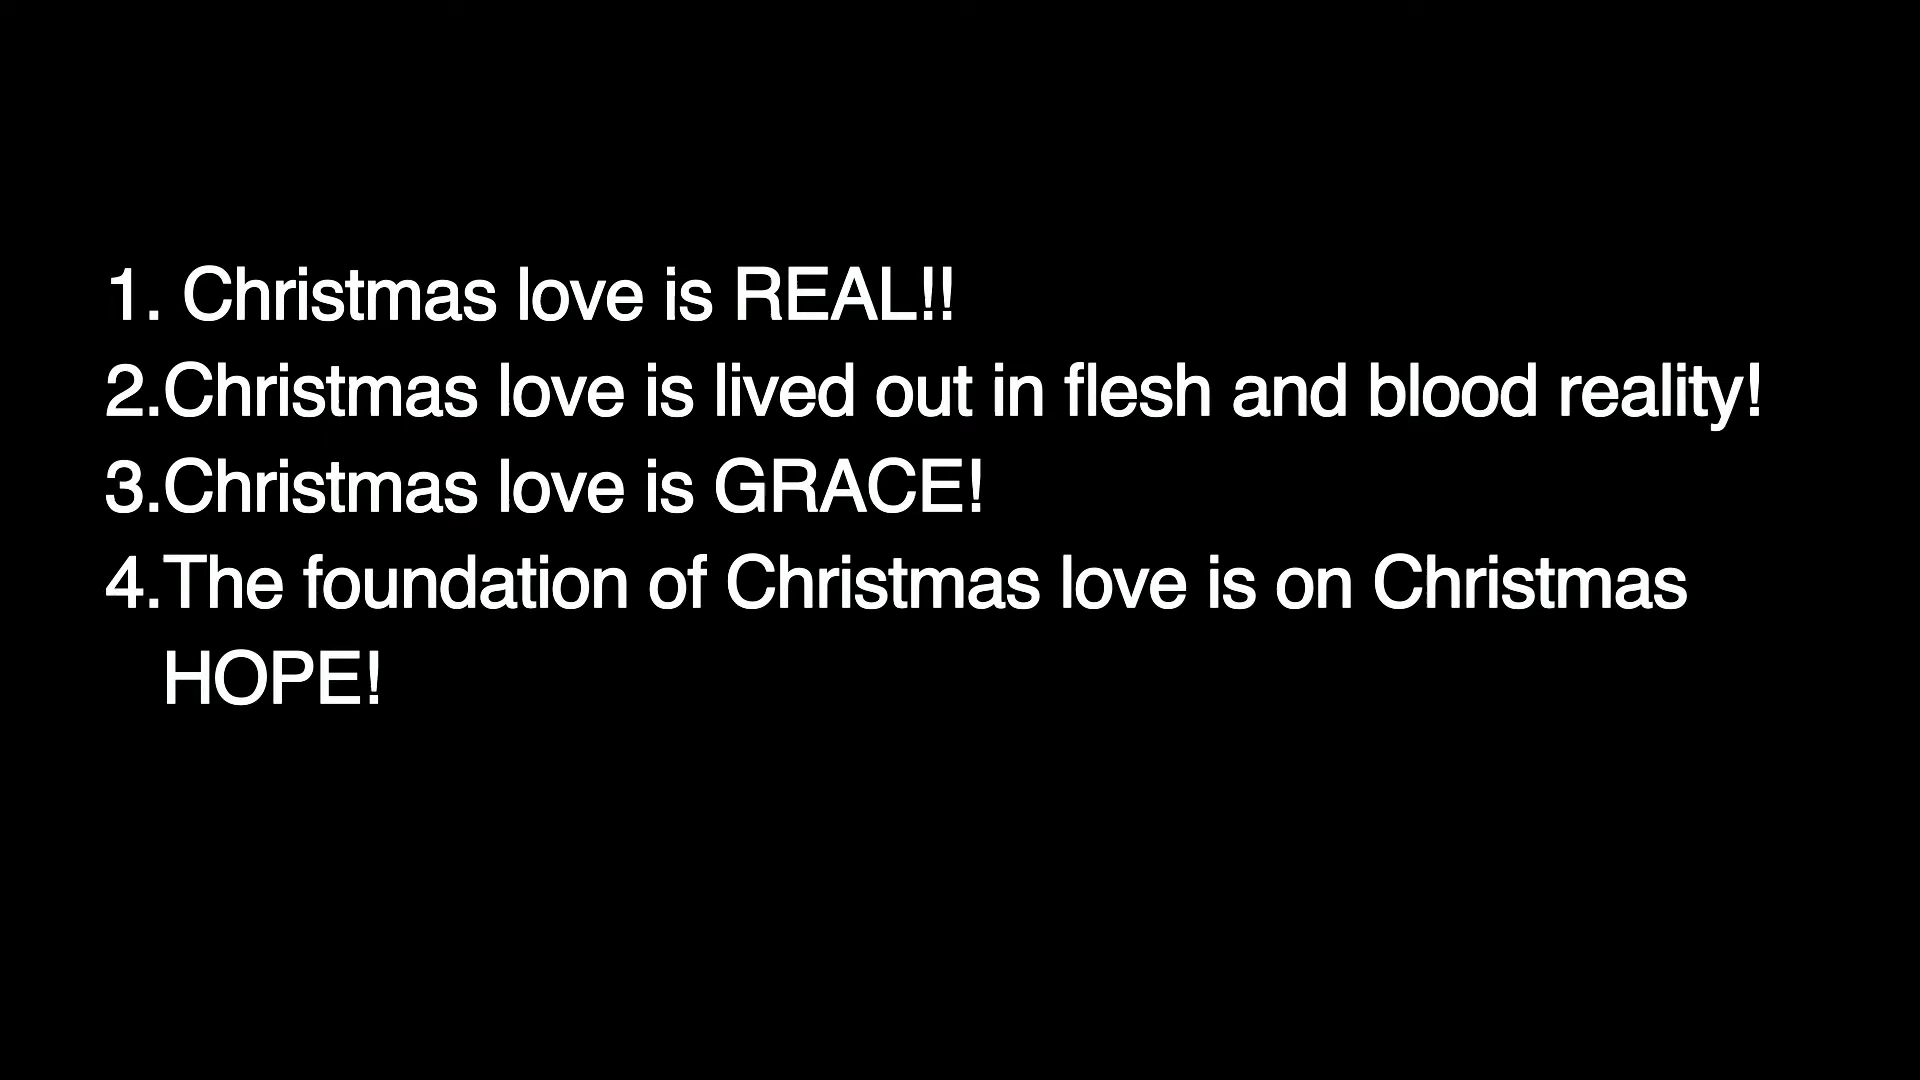 1. Christmas love is REAL!!
2.Christmas love is lived out in flesh and blood reality!
3.Christmas love is GRACE!
4.The foundation of Christmas love is on Christmas
HOPE!